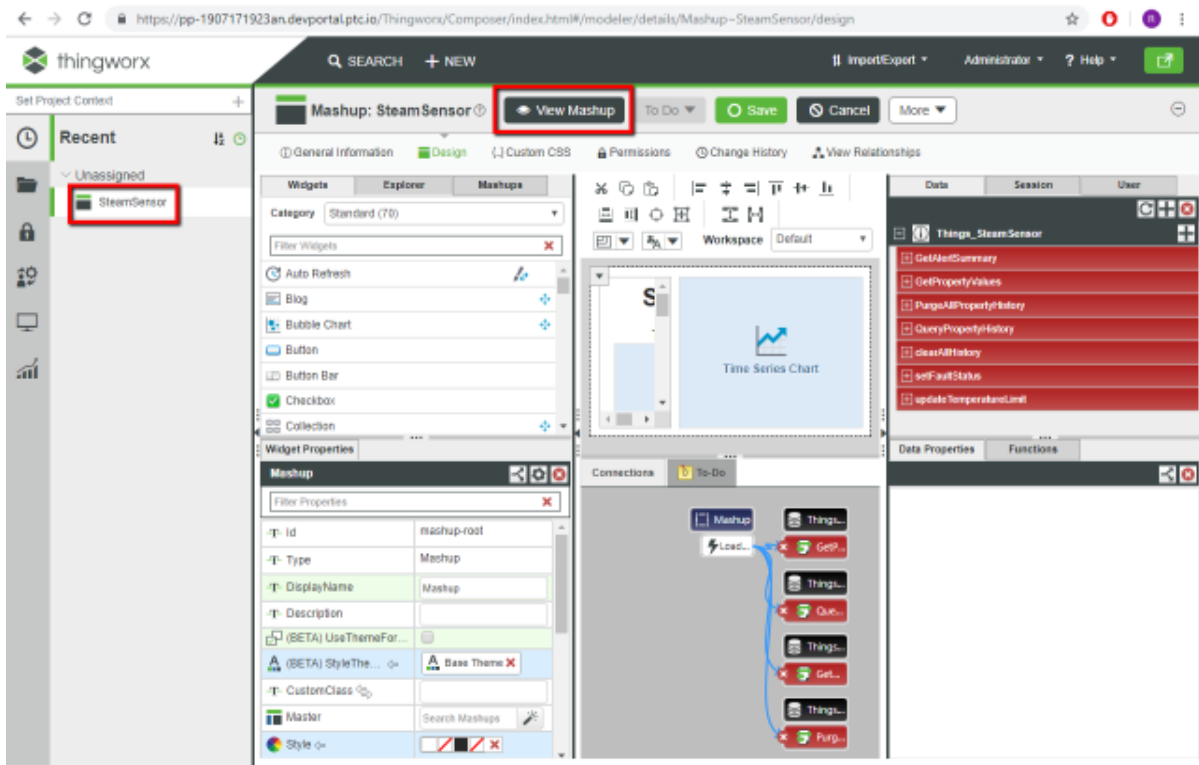 https://pp-1907171923an.devportal.ptc.io/Thingworx/Composer/index.html#/modeler/details/Mashup~SteamSensor/design
thingworx
SEARCH
NEW
Import/Export
Administrator
? Help
Set Project Context
Mashup: SteamSensor
View Mashup
To Do
Save
Cancel
More
Recent
General Information
Design
Custom CSS
Permissions
Change History
View Relationships
Unassigned
SteamSensor
Widgets
Explorer
Mashups
Category
Standard (70)
Filter Widgets
Auto Refresh
Blog
Bubble Chart
Button
Button Bar
Checkbox
Collection
Workspace
Default
S
Time Series Chart
Data
Session
User
Things_SteamSensor
GetAlertSummary
GetPropertyValues
PurgeAllPropertyHistory
QueryPropertyHistory
clearAllHistory
setFaultStatus
updateTemperatureLimit
Widget Properties
Mashup
Filter Properties
Id
mashup-root
Type
Mashup
DisplayName
Mashup
Description
(BETA) UseThemeFor...
(BETA) StyleThe...
Base Theme
CustomClass
Master
Search Mashups
Style
Connections
To-Do
Mashup
Load...
Things...
GetP...
Things...
Que...
Things...
Get...
Things...
Purg...
Data Properties
Functions